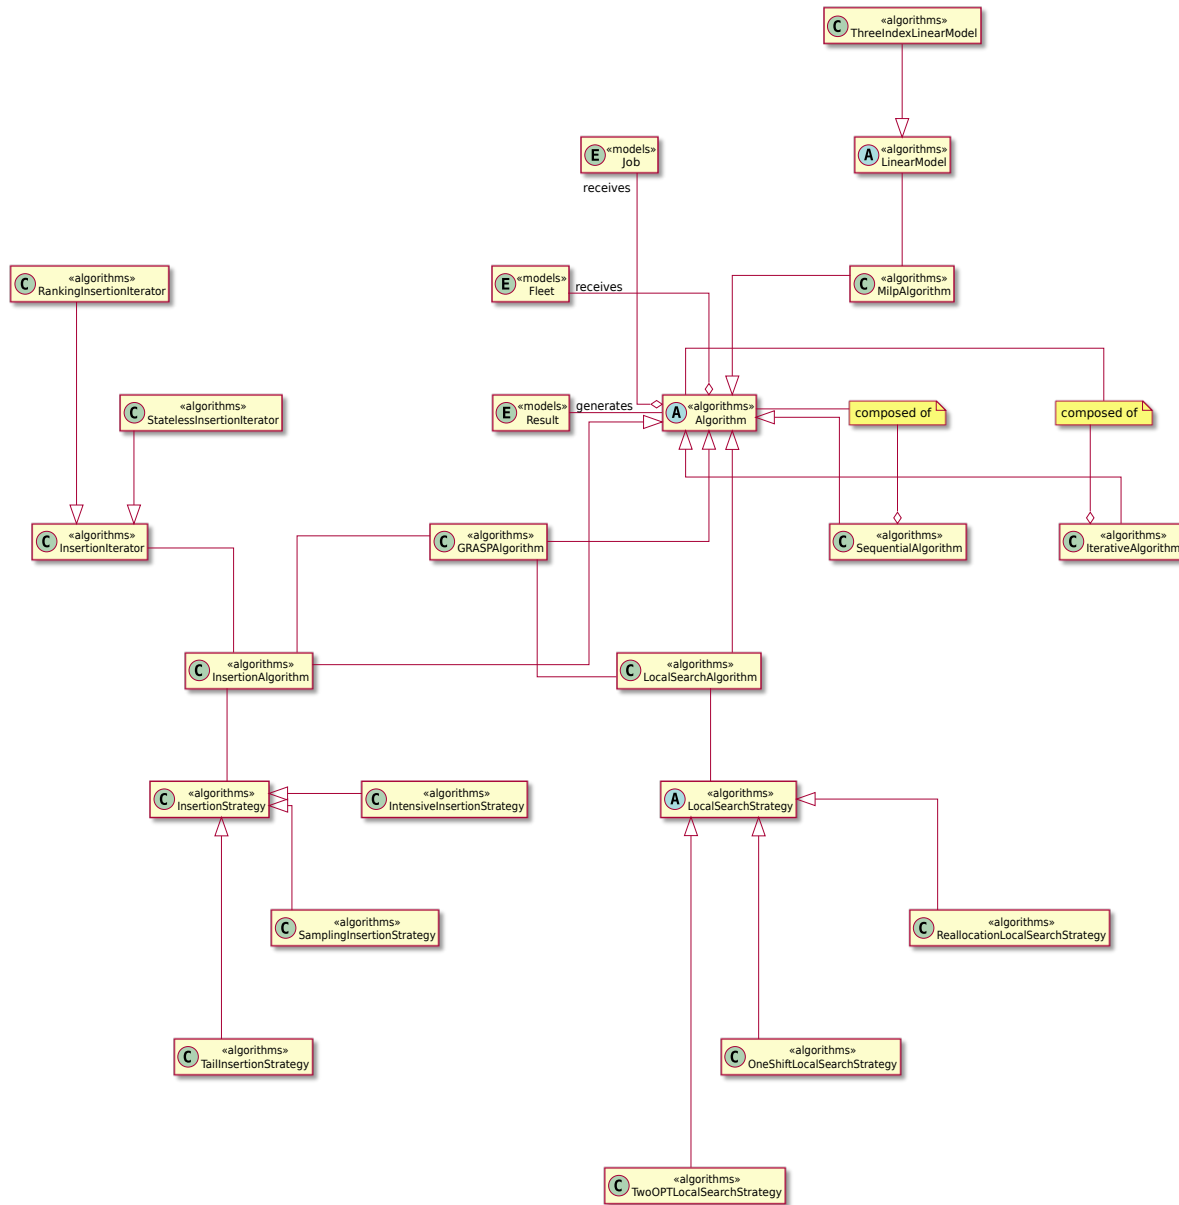 C «algorithms»
ThreeIndexLinearModel
E «models»
Job
A «algorithms»
LinearModel
receives
C «algorithms»
RankingInsertionIterator
E «models»
Fleet
receives
C «algorithms»
MilpAlgorithm
C «algorithms»
StatelessInsertionIterator
E «models»
Result
generates
A «algorithms»
Algorithm
composed of
composed of
C «algorithms»
InsertionIterator
C «algorithms»
GRASPAlgorithm
C «algorithms»
SequentialAlgorithm
C «algorithms»
IterativeAlgorithm
C «algorithms»
InsertionAlgorithm
C «algorithms»
LocalSearchAlgorithm
C «algorithms»
InsertionStrategy
C «algorithms»
IntensiveInsertionStrategy
A «algorithms»
LocalSearchStrategy
C «algorithms»
SamplingInsertionStrategy
C «algorithms»
ReallocationLocalSearchStrategy
C «algorithms»
TailInsertionStrategy
C «algorithms»
OneShiftLocalSearchStrategy
C «algorithms»
TwoOPTLocalSearchStrategy